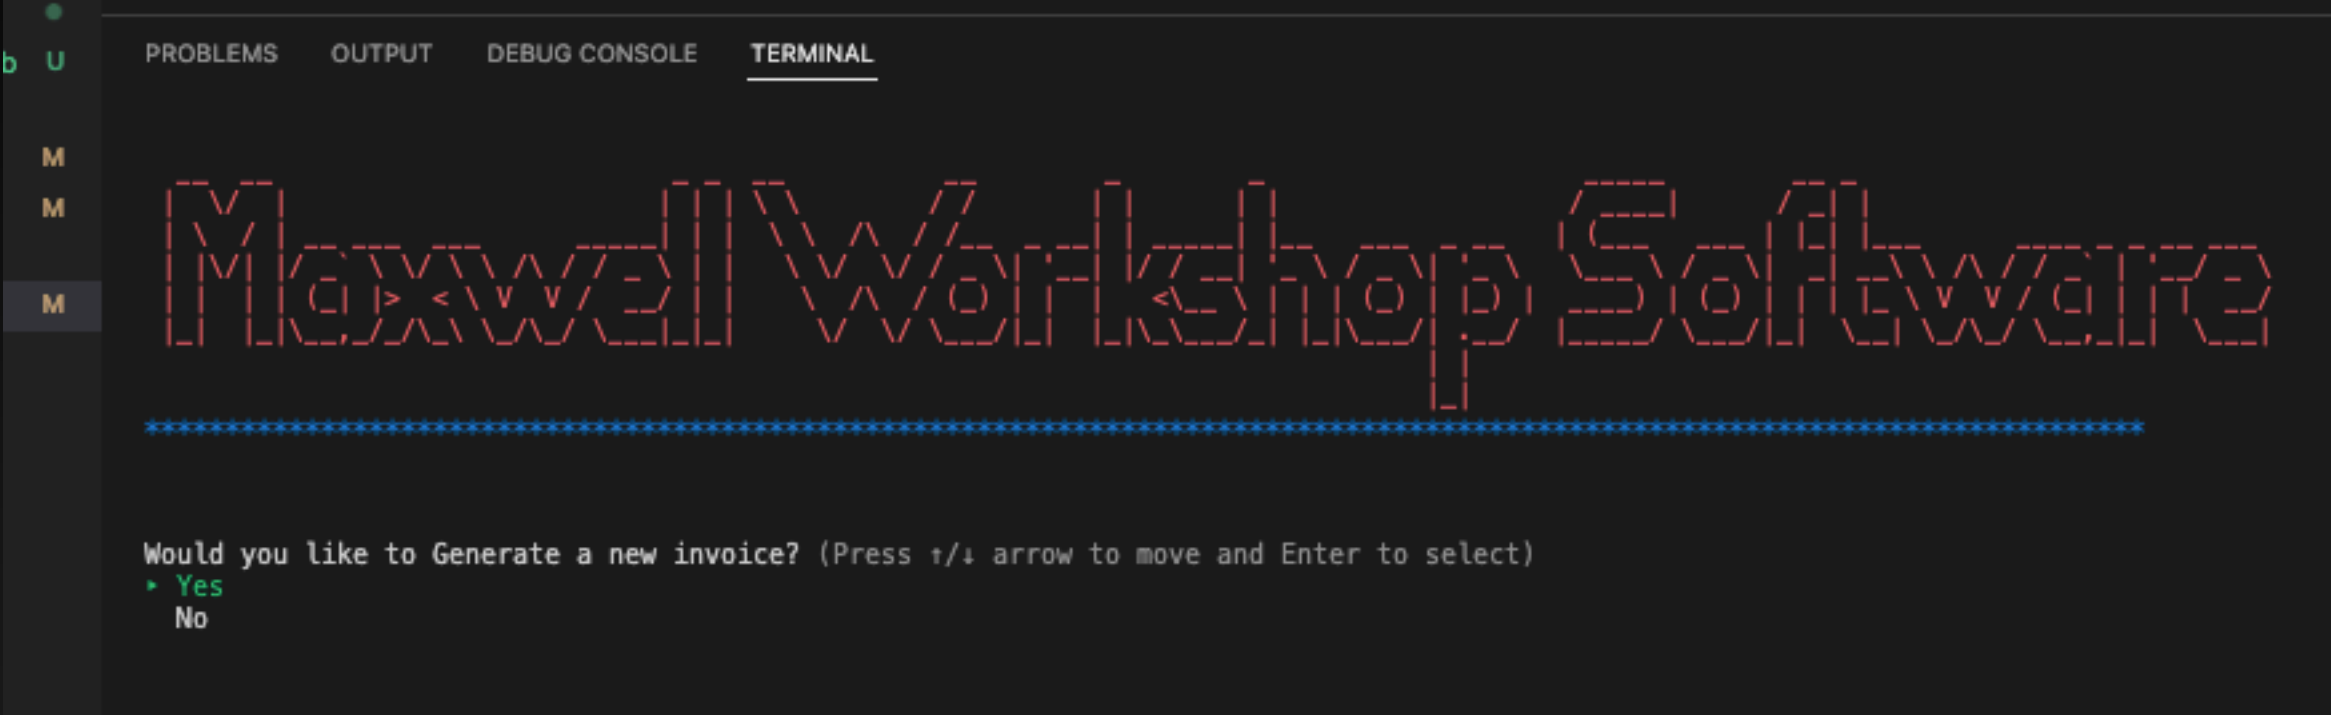 PROBLEMS OUTPUT DEBUG CONSOLE TERMINAL
b U
M
M
M
Maxwell Workshop Software
*****************************************************************************************************************************
Would you like to Generate a new invoice? (Press ↑/↓ arrow to move and Enter to select)
‣ Yes
No